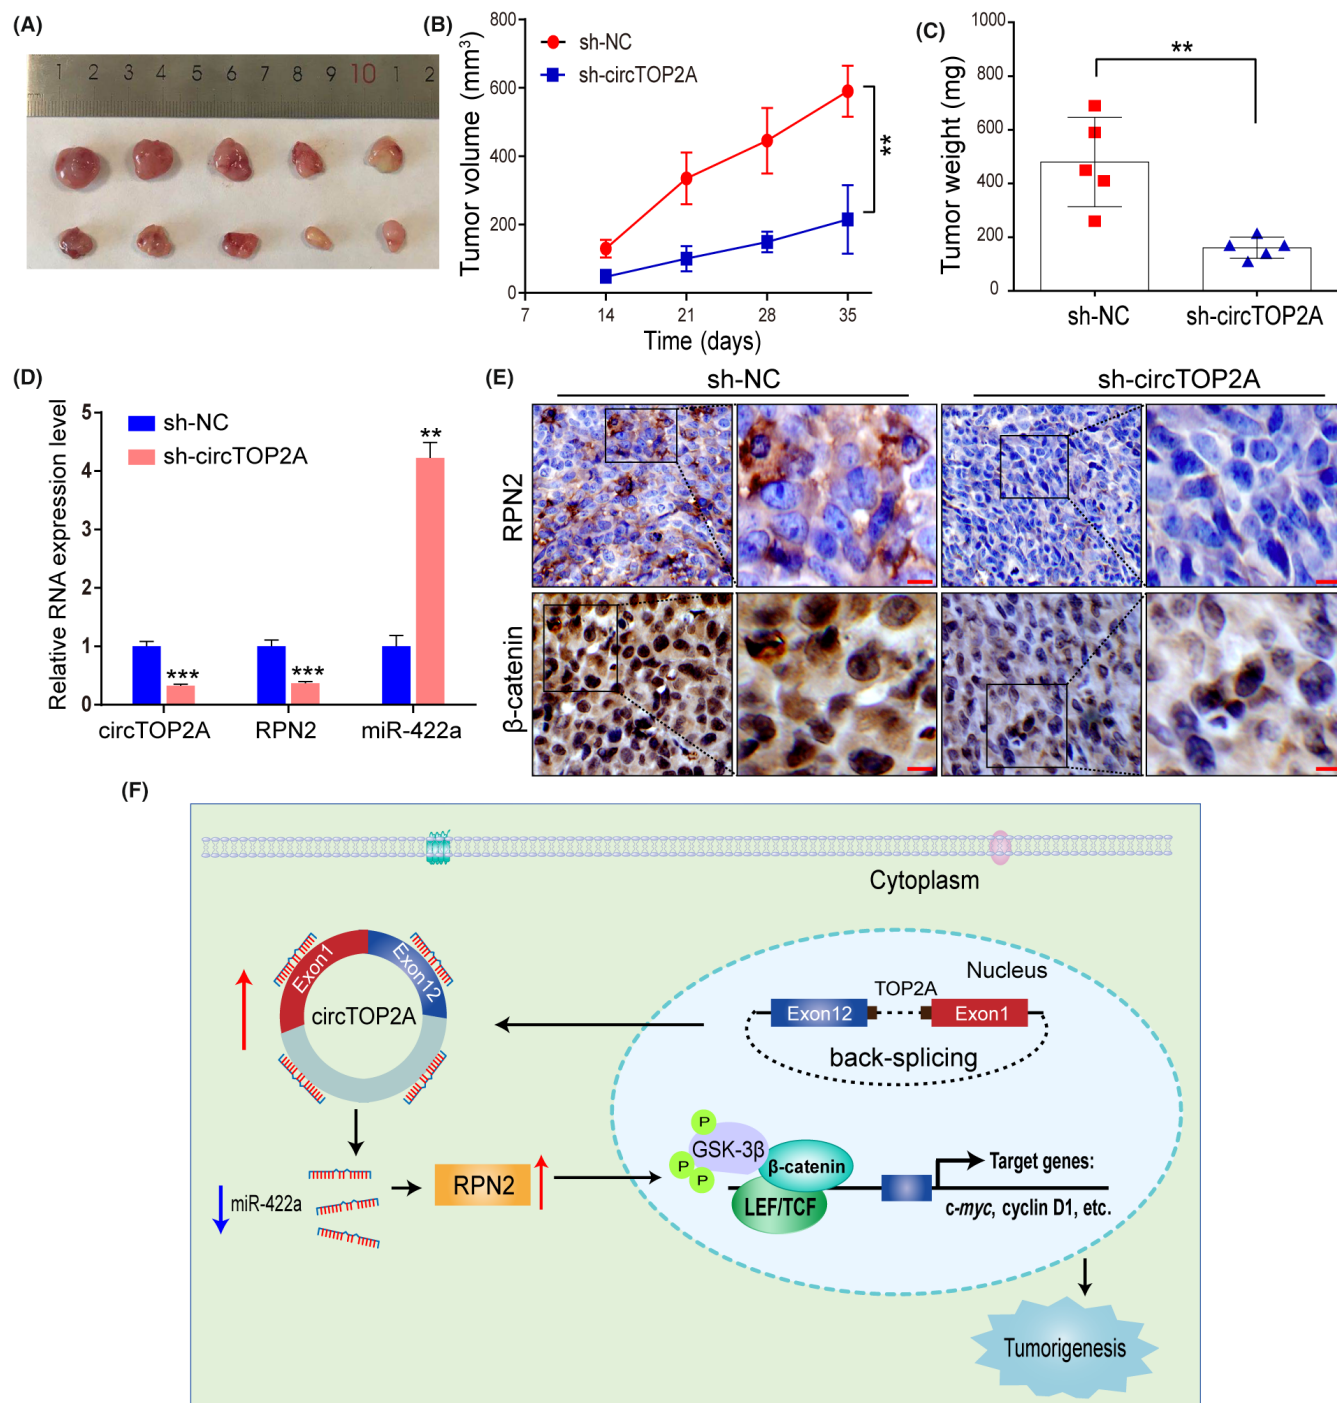 (A)
1 2 3 4 5 6 7 8 9 10 1 2
(B)
Tumor volume (mm³)
800
600
400
200
0
sh-NC
sh-circTOP2A
**
7 14 21 28 35
Time (days)
(C)
Tumor weight (mg)
1000
800
600
400
200
0
**
sh-NC sh-circTOP2A
(D)
Relative RNA expression level
5
4
3
2
1
0
sh-NC
sh-circTOP2A
***
***
**
circTOP2A RPN2 miR-422a
(E)
sh-NC sh-circTOP2A
RPN2
β-catenin
(F)
Cytoplasm
Exon1 Exon12
circTOP2A
Nucleus
TOP2A
Exon12 Exon1
back-splicing
miR-422a
RPN2
P
P
P
GSK-3β
β-catenin
LEF/TCF
Target genes:
c-myc, cyclin D1, etc.
Tumorigenesis